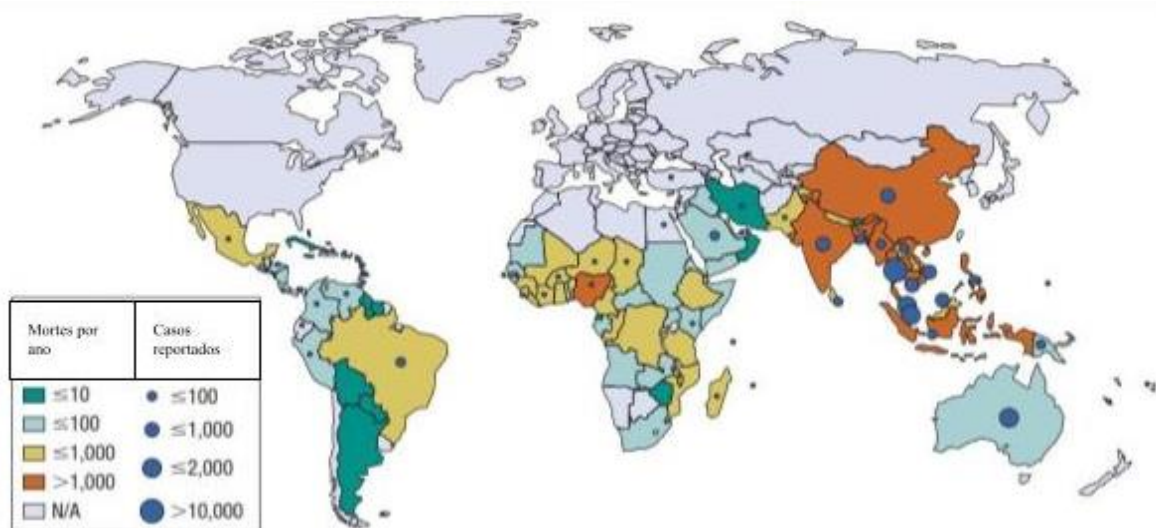 Mortes por
ano
Casos
reportados
≤10
≤100
≤1,000
>1,000
N/A
≤100
≤1,000
≤2,000
>10,000